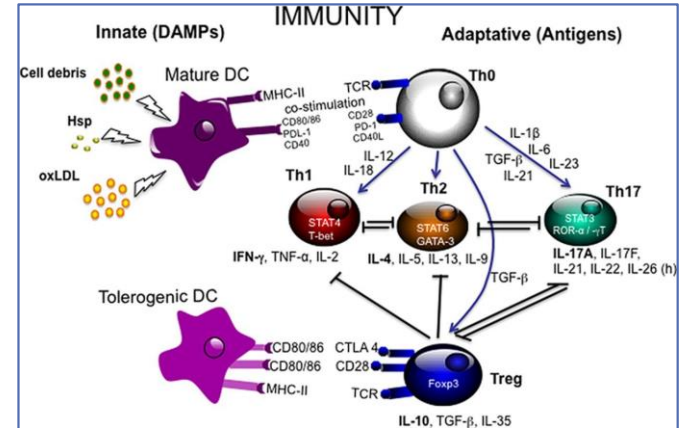 IMMUNITY
Innate (DAMPs)
Adaptative (Antigens)
Cell debris
Hsp
oxLDL
Mature DC
MHC-II
co-stimulation
CD80/86
PDL-1
CD40
TCR
CD28
PD-1
CD40L
Th0
IL-12
IL-18
IL-1β
IL-6
TGF-β
IL-23
IL-21
Th1
Th2
Th17
STAT4
T-bet
STAT6
GATA-3
STAT3
ROR-α / -γT
IFN-γ, TNF-α, IL-2
IL-4, IL-5, IL-13, IL-9
IL-17A, IL-17F,
IL-21, IL-22, IL-26 (h)
TGF-β
Tolerogenic DC
CD80/86
CD80/86
MHC-II
CTLA 4
CD28
TCR
Foxp3
Treg
IL-10, TGF-β, IL-35